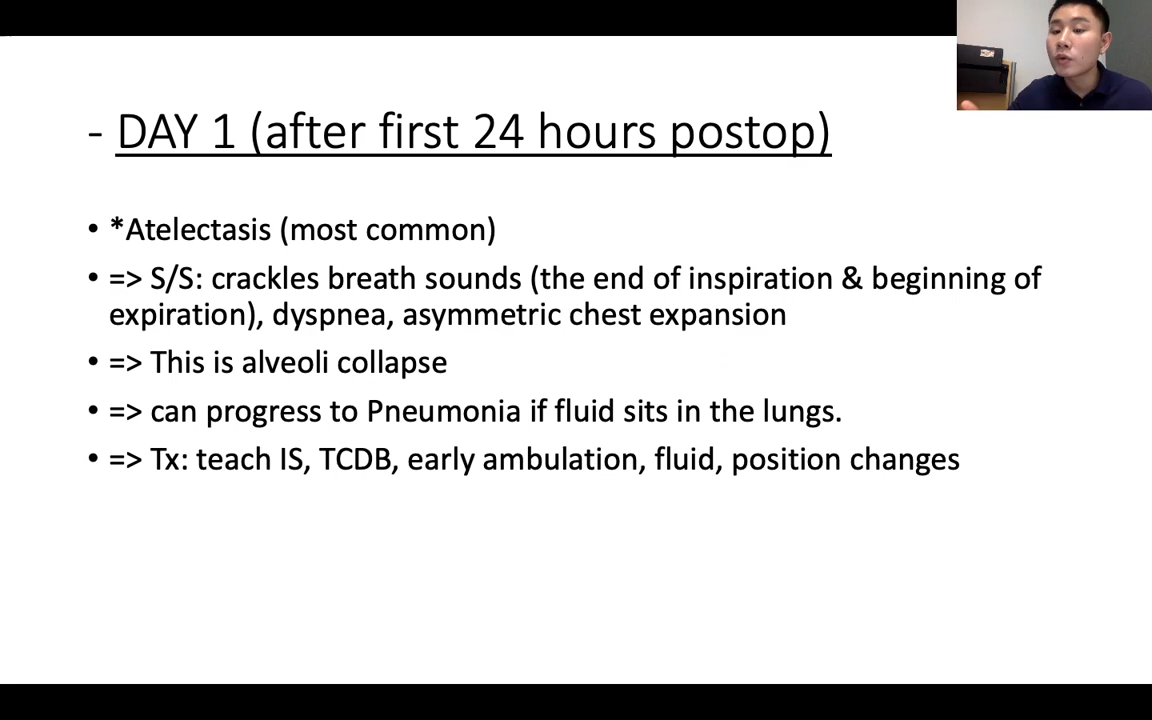 - DAY 1 (after first 24 hours postop)
• *Atelectasis (most common)
• => S/S: crackles breath sounds (the end of inspiration & beginning of
expiration), dyspnea, asymmetric chest expansion
• => This is alveoli collapse
• => can progress to Pneumonia if fluid sits in the lungs.
• => Tx: teach IS, TCDB, early ambulation, fluid, position changes